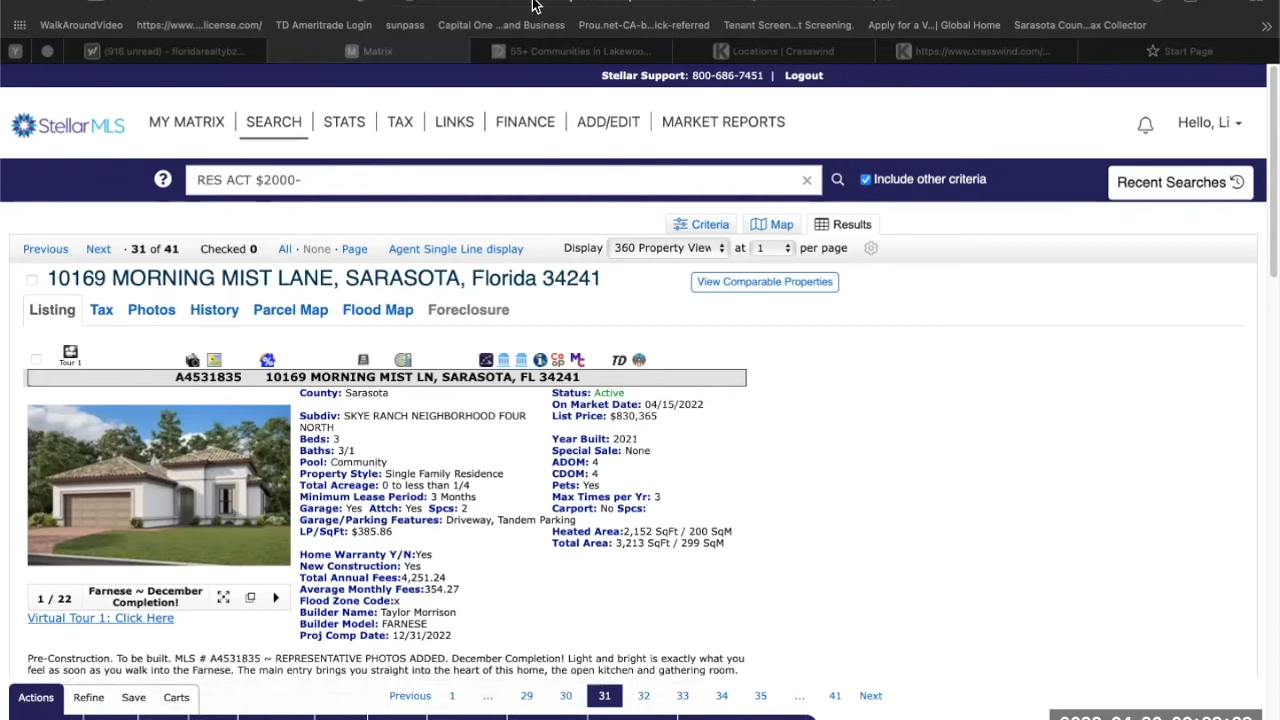 WalkAroundVideo https://www....license.com/ TD Ameritrade Login sunpass Capital One ...and Business Prou.net-CA-b...ick-referred Tenant Screen...t Screening. Apply for a V...| Global Home Sarasota Coun...ax Collector
Y (916 unread) - floridarealtybz... Matrix 55+ Communities in Lakewoo... Locations | Cresswind https://www.cresswind.com/... Start Page
Stellar Support: 800-686-7451 | Logout
StellarMLS MY MATRIX SEARCH STATS TAX LINKS FINANCE ADD/EDIT MARKET REPORTS Hello, Li
RES ACT $2000- Include other criteria Recent Searches
Criteria Map Results
Previous Next · 31 of 41 Checked 0 All · None · Page Agent Single Line display Display 360 Property View at 1 per page
10169 MORNING MIST LANE, SARASOTA, Florida 34241 View Comparable Properties
Listing Tax Photos History Parcel Map Flood Map Foreclosure
Tour 1 TD
A4531835 10169 MORNING MIST LN, SARASOTA, FL 34241
County: Sarasota Status: Active
On Market Date: 04/15/2022
Subdiv: SKYE RANCH NEIGHBORHOOD FOUR List Price: $830,365
NORTH
Beds: 3 Year Built: 2021
Baths: 3/1 Special Sale: None
Pool: Community ADOM: 4
Property Style: Single Family Residence CDOM: 4
Total Acreage: 0 to less than 1/4 Pets: Yes
Minimum Lease Period: 3 Months Max Times per Yr: 3
Garage: Yes Attch: Yes Spcs: 2 Carport: No Spcs:
Garage/Parking Features: Driveway, Tandem Parking
LP/SqFt: $385.86 Heated Area:2,152 SqFt / 200 SqM
Total Area: 3,213 SqFt / 299 SqM
Home Warranty Y/N:Yes
New Construction: Yes
Total Annual Fees:4,251.24
Average Monthly Fees:354.27
Flood Zone Code:x
Builder Name: Taylor Morrison
Builder Model: FARNESE
Proj Comp Date: 12/31/2022
1 / 22 Farnese ~ December
Completion!
Virtual Tour 1: Click Here
Pre-Construction. To be built. MLS # A4531835 ~ REPRESENTATIVE PHOTOS ADDED. December Completion! Light and bright is exactly what you
feel as soon as you walk into the Farnese. The main entry brings you straight into the heart of this home, the open kitchen and gathering room.
Actions Refine Save Carts Previous 1 ... 29 30 31 32 33 34 35 ... 41 Next